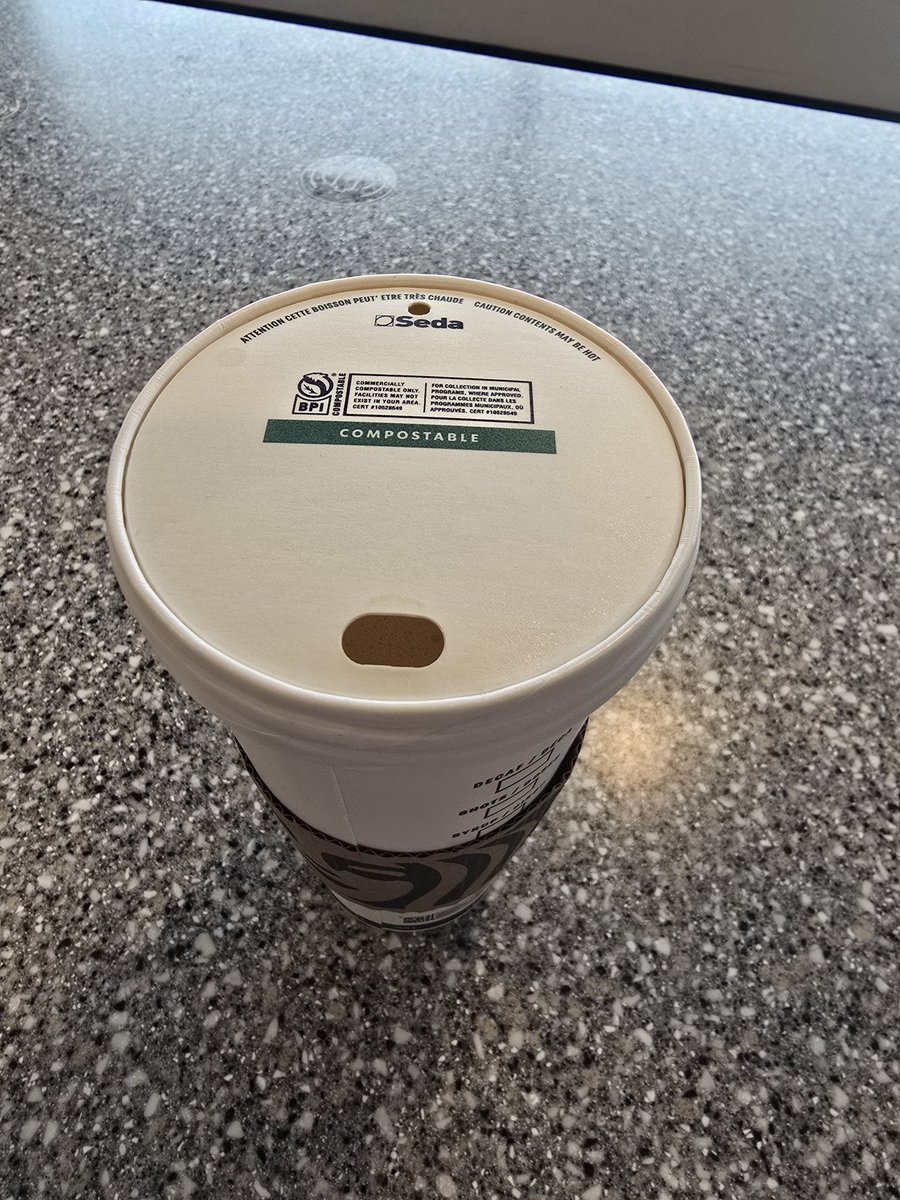 ATTENTION CETTE BOISSON PEUT' ETRE TRÈS CHAUDE CAUTION CONTENTS MAY BE HOT
Seda
BPI
COMPOSTABLE
COMMERCIALLY
COMPOSTABLE ONLY.
FACILITIES MAY NOT
EXIST IN YOUR AREA.
CERT #10528549
FOR COLLECTION IN MUNICIPAL
PROGRAMS, WHERE APPROVED.
POUR LA COLLECTE DANS LES
PROGRAMMES MUNICIPAUX, OÙ
APPROUVÉS. CERT #10528549
COMPOSTABLE
DECAF /
SHOTS /
SYRUP /